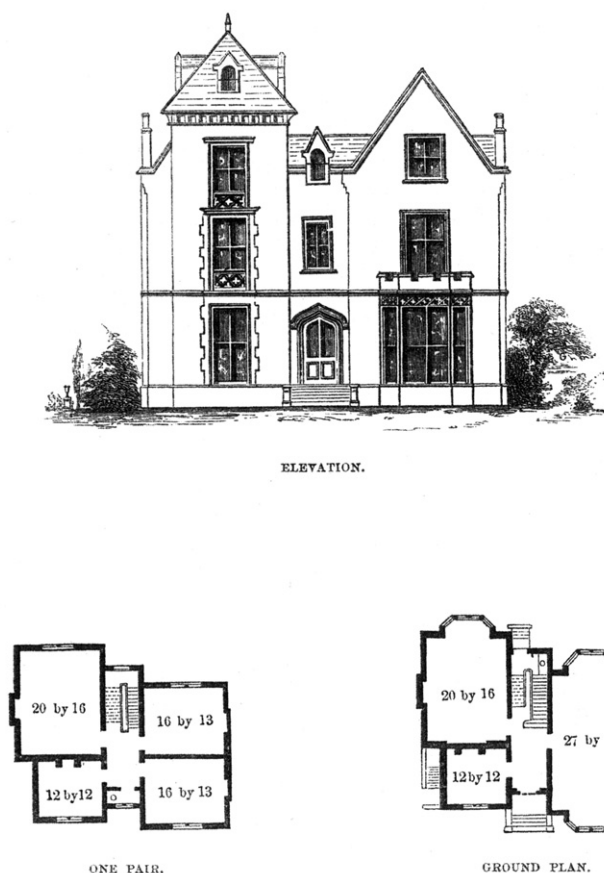 ELEVATION.
20 by 16
16 by 13
12 by 12
16 by 13
ONE PAIR.
20 by 16
27 by
12 by 12
GROUND PLAN.